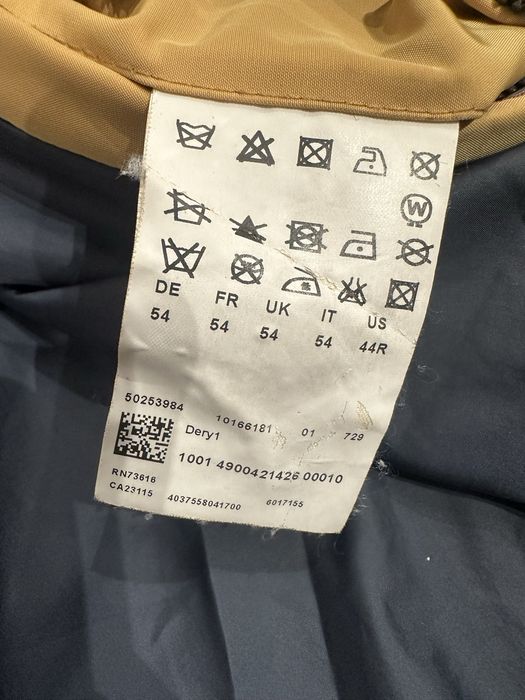 W
DE FR UK IT US
54 54 54 54 44R
50253984
10166181 01 729
Dery1
1001 4900421426 00010
RN73616
CA23115 4037558041700 6017155